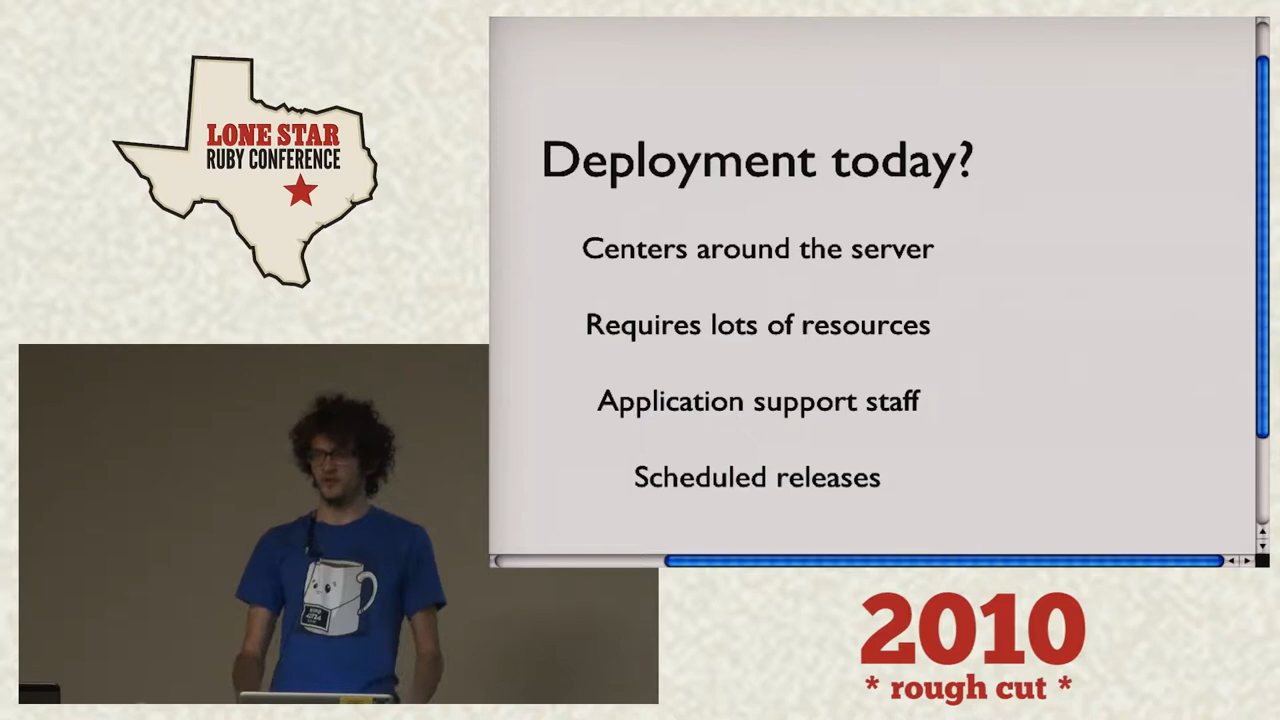 LONE STAR
RUBY CONFERENCE
Deployment today?
Centers around the server
Requires lots of resources
Application support staff
Scheduled releases
2010
* rough cut *